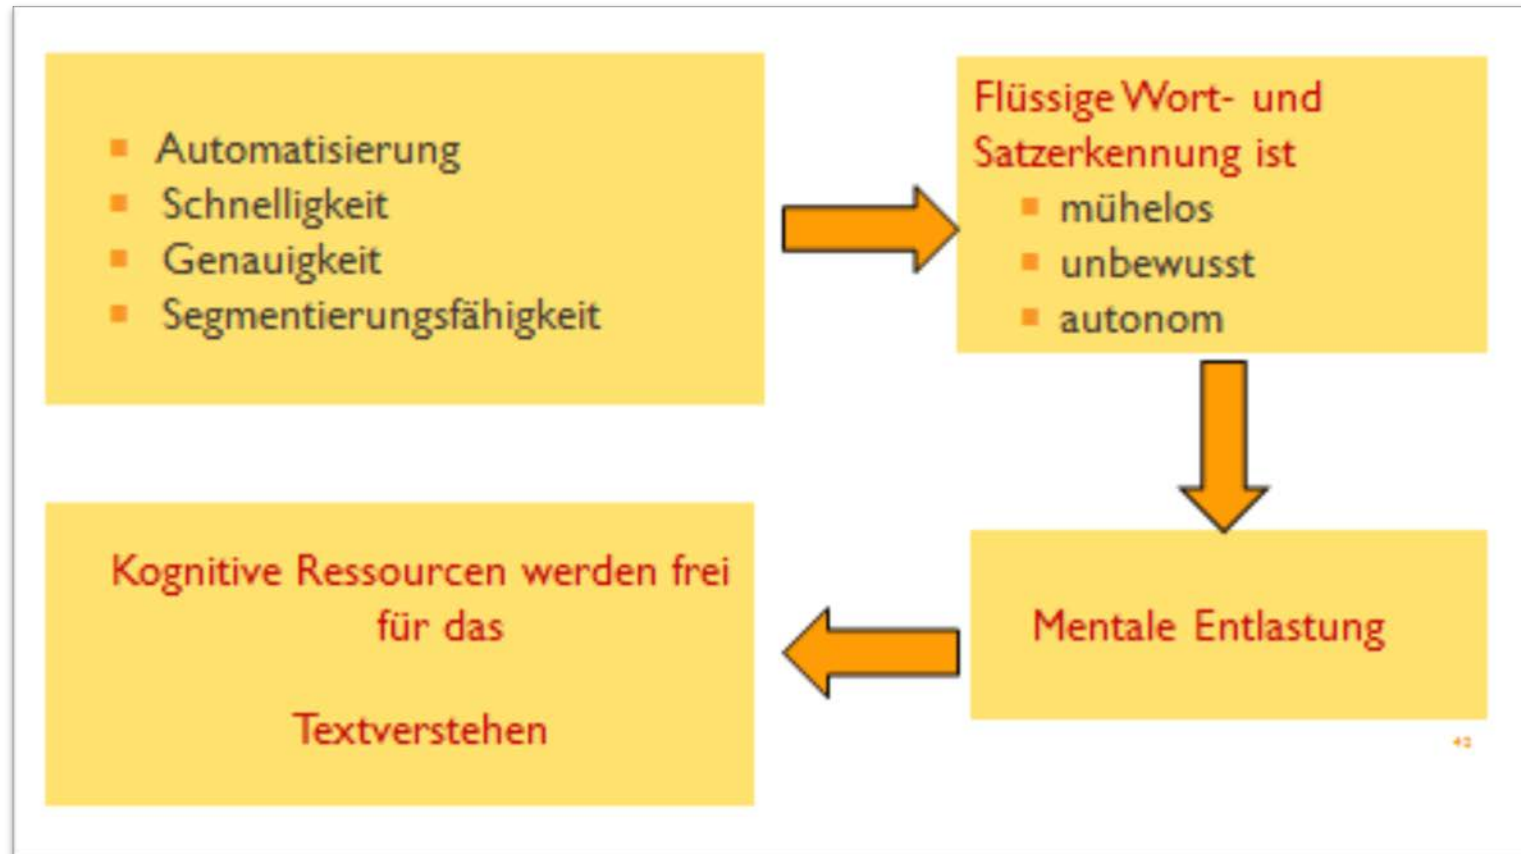 Automatisierung
Schnelligkeit
Genauigkeit
Segmentierungsfähigkeit
Flüssige Wort- und
Satzerkennung ist
mühelos
unbewusst
autonom
Mentale Entlastung
Kognitive Ressourcen werden frei
für das
Textverstehen